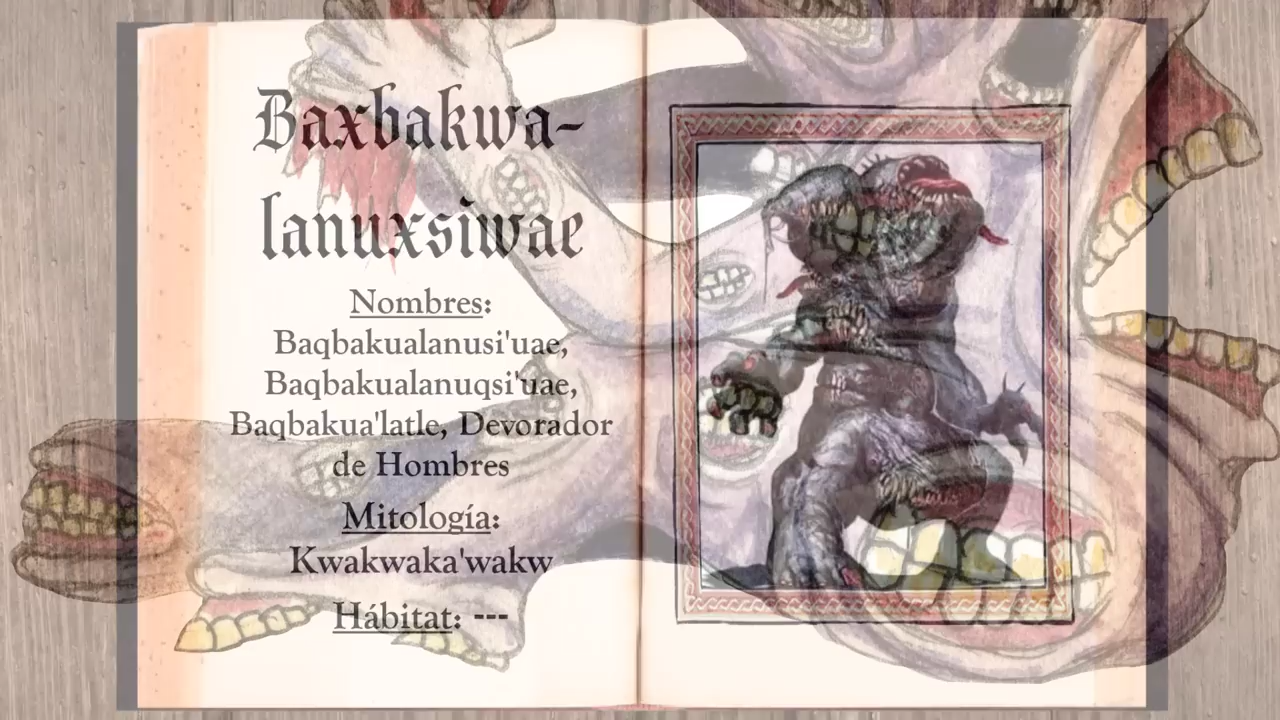 Baxbakwa-
lanuxsiwae
Nombres:
Baqbakualanusi'uae,
Baqbakualanuqsi'uae,
Baqbakua'latle, Devorador
de Hombres
Mitología:
Kwakwaka'wakw
Hábitat: ---